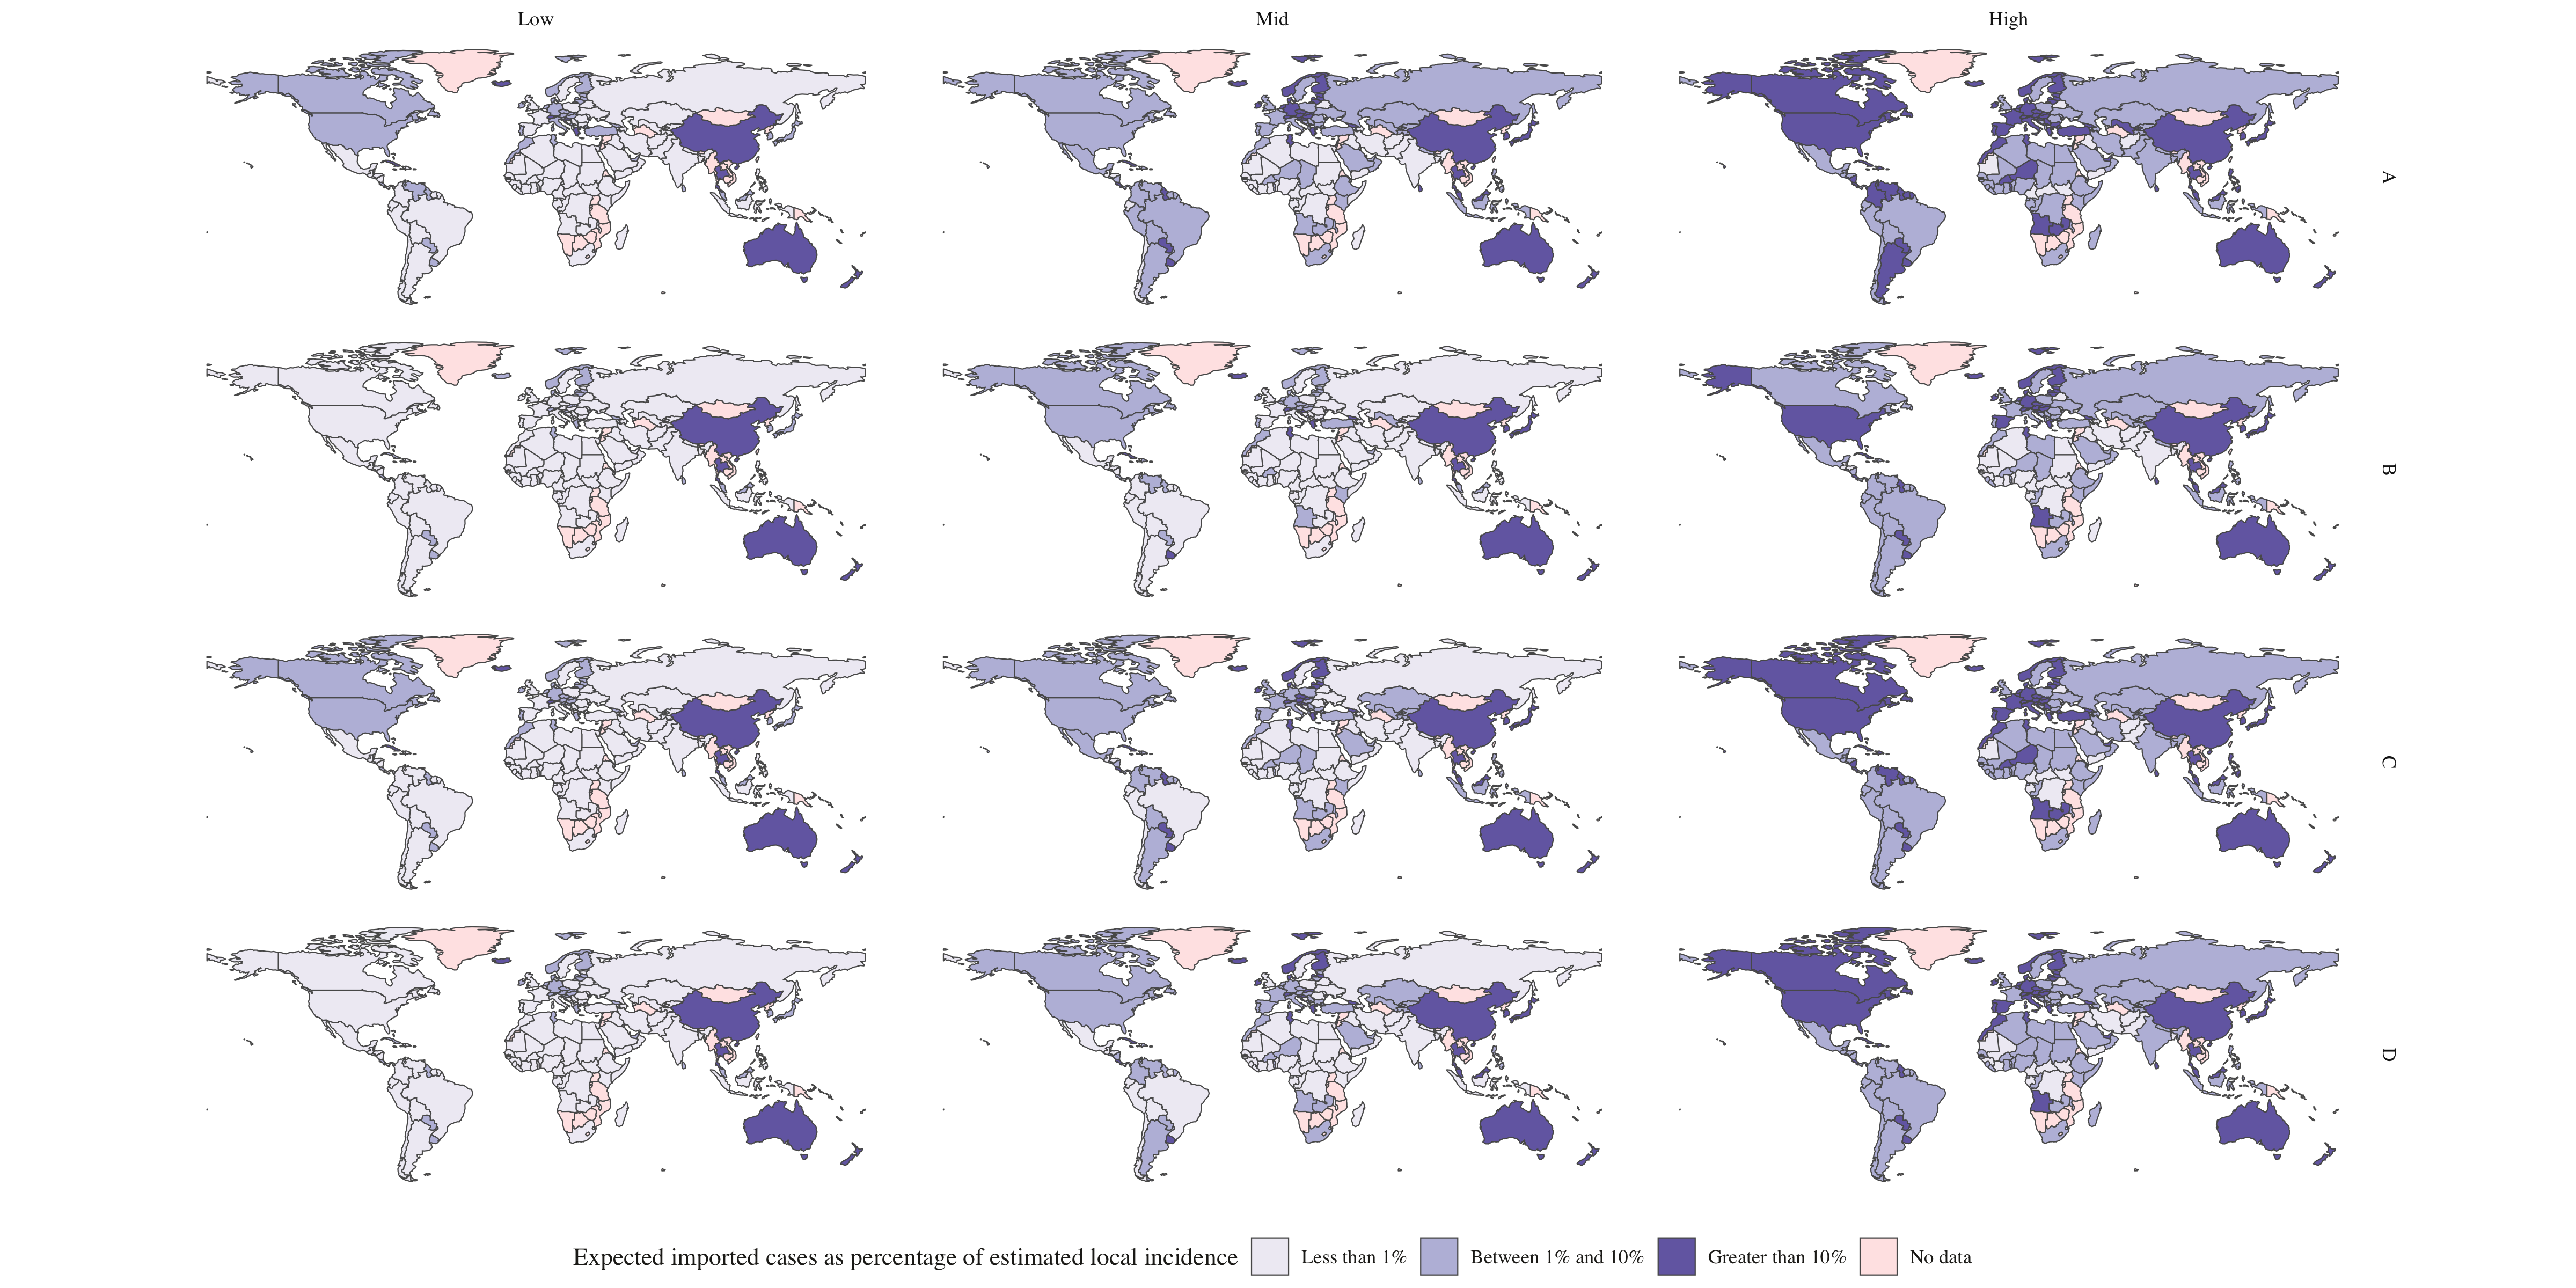 Low Mid High
A
B
C
D
Expected imported cases as percentage of estimated local incidence Less than 1% Between 1% and 10% Greater than 10% No data